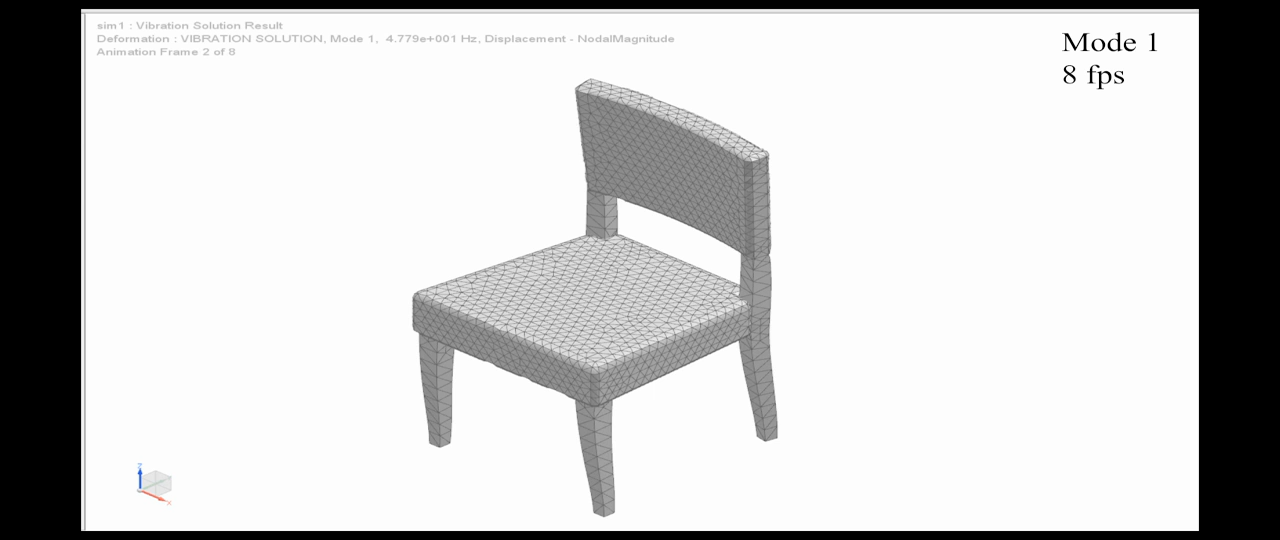 sim1 : Vibration Solution Result
Deformation : VIBRATION SOLUTION, Mode 1, 4.779e+001 Hz, Displacement - NodalMagnitude
Animation Frame 2 of 8
Mode 1
8 fps
Z
X